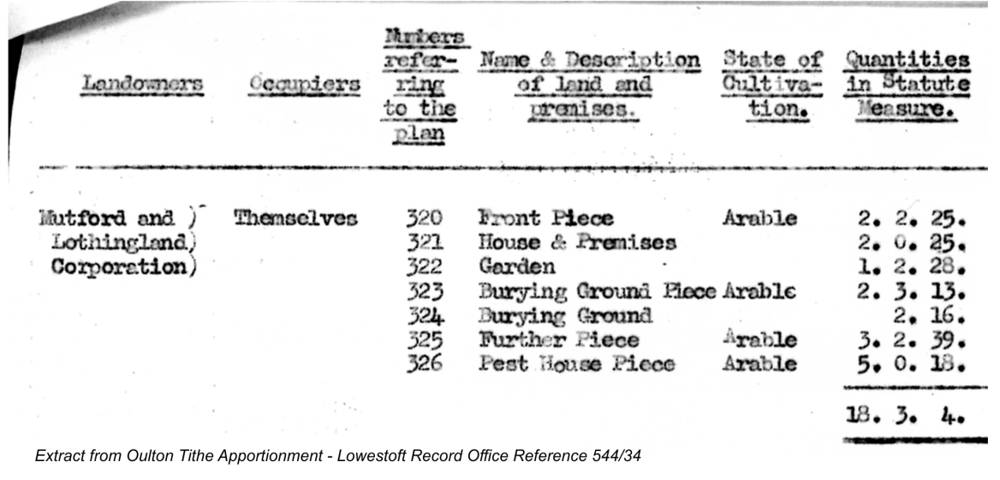 Landowners Occupiers Numbers refer- ring to the plan Name & Description of land and premises. State of Cultiva- tion. Quantities in Statute Measure.
Mutford and ) Themselves 320 Front Piece Arable 2. 2. 25.
Lothingland) 321 House & Premises 2. 0. 25.
Corporation) 322 Garden 1. 2. 28.
323 Burying Ground Piece Arable 2. 3. 13.
324 Burying Ground 2. 16.
325 Further Piece Arable 3. 2. 39.
326 Pest House Piece Arable 5. 0. 18.
18. 3. 4.
Extract from Oulton Tithe Apportionment - Lowestoft Record Office Reference 544/34